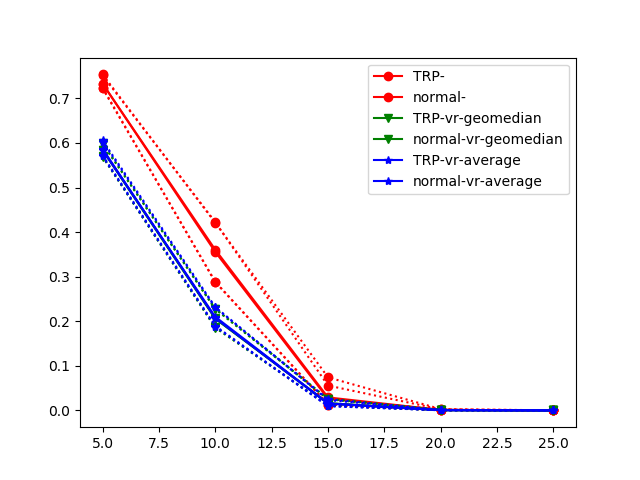 TRP-
normal-
TRP-vr-geomedian
normal-vr-geomedian
TRP-vr-average
normal-vr-average
0.7
0.6
0.5
0.4
0.3
0.2
0.1
0.0
5.0 7.5 10.0 12.5 15.0 17.5 20.0 22.5 25.0